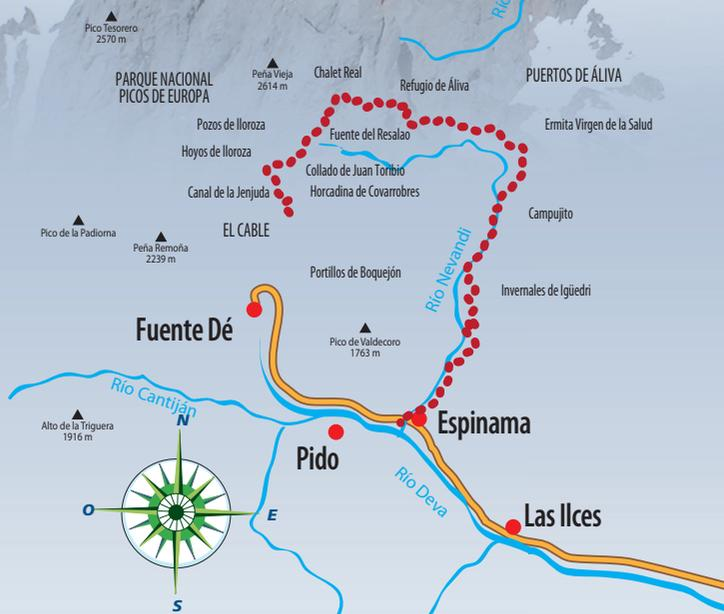 Río
Pico Tesorero
2570 m
PARQUE NACIONAL
PICOS DE EUROPA
Peña Vieja
2614 m
Chalet Real
Refugio de Áliva
PUERTOS DE ÁLIVA
Pozos de lloroza
Fuente del Resalao
Ermita Virgen de la Salud
Hoyos de lloroza
Collado de Juan Toribio
Canal de la Jenjuda
Horcadina de Covarrobres
Campujito
Pico de la Padiorna
EL CABLE
Peña Remoña
2239 m
Portillos de Boquejón
Río Nevandi
Invernales de Igüedri
Fuente Dé
Pico de Valdecoro
1763 m
Río Cantiján
Alto de la Triguera
1916 m
Espinama
Pido
Río Deva
Las Ilces
N
O
E
S